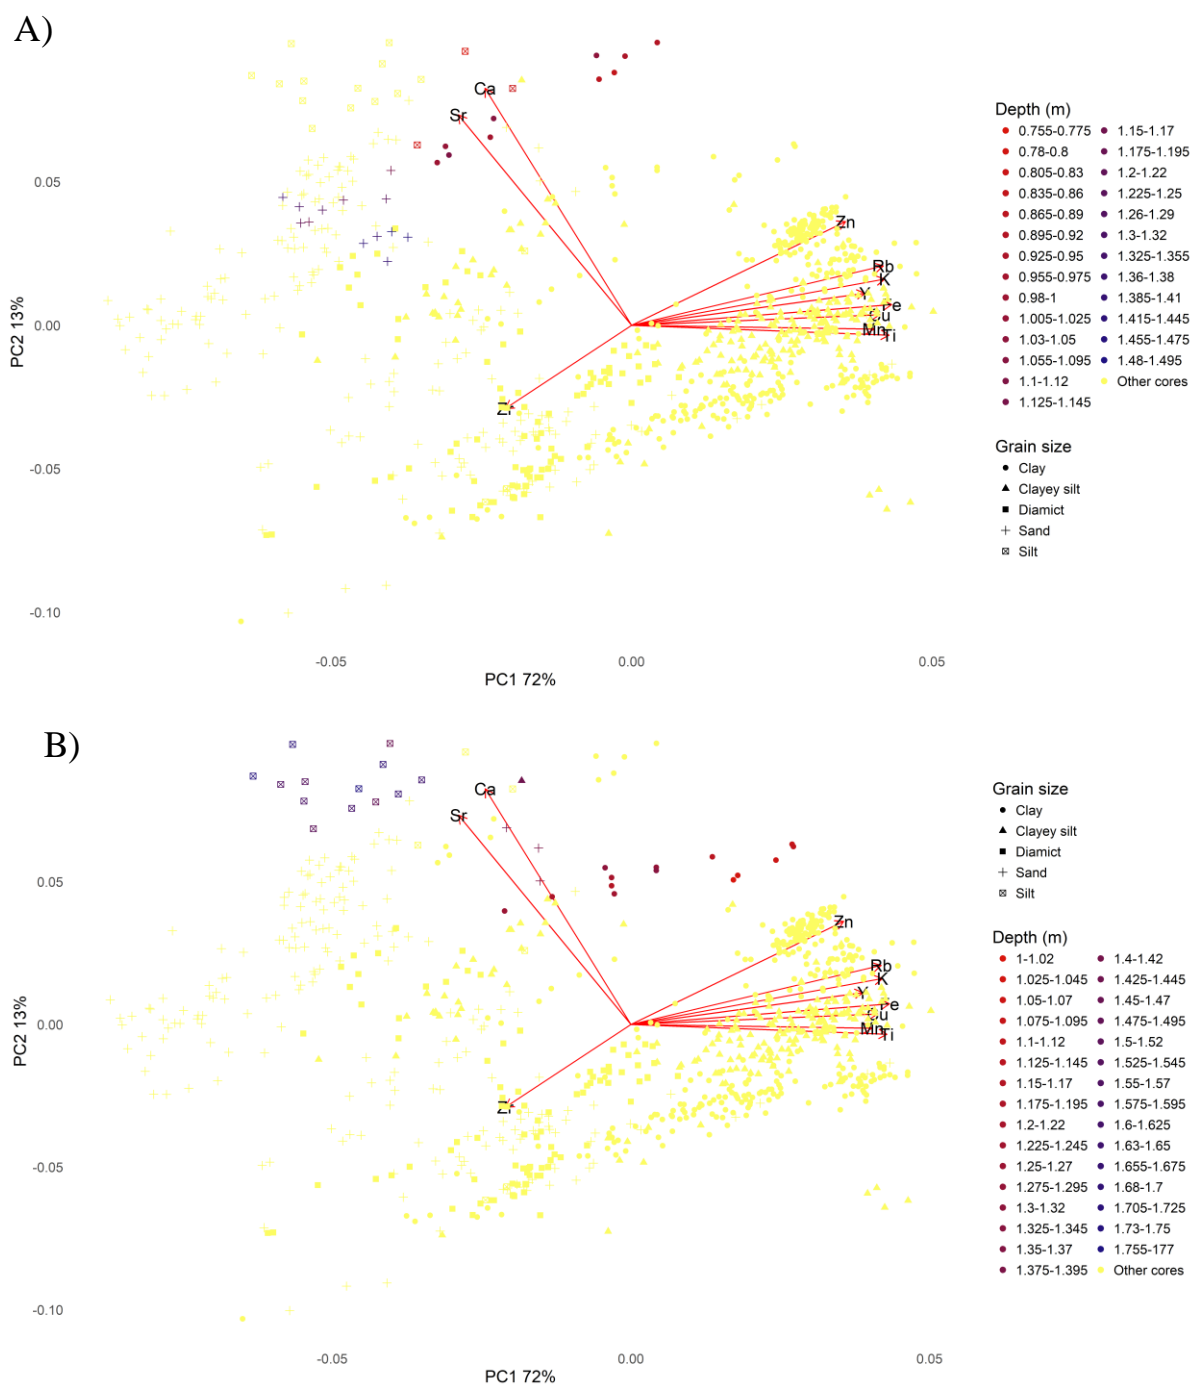 A)
Ca
Sr
0.05
Zn
Rb
K
Y
Fe
Cu
0.00
Mn
Ti
Zr
-0.05
-0.10
PC2 13%
-0.05 0.00 0.05
PC1 72%
Depth (m)
0.755-0.775 1.15-1.17
0.78-0.8 1.175-1.195
0.805-0.83 1.2-1.22
0.835-0.86 1.225-1.25
0.865-0.89 1.26-1.29
0.895-0.92 1.3-1.32
0.925-0.95 1.325-1.355
0.955-0.975 1.36-1.38
0.98-1 1.385-1.41
1.005-1.025 1.415-1.445
1.03-1.05 1.455-1.475
1.055-1.095 1.48-1.495
1.1-1.12 Other cores
1.125-1.145
Grain size
Clay
Clayey silt
Diamict
Sand
Silt
B)
Ca
Sr
0.05
Zn
Rb
K
Y
Fe
Cu
0.00
Mn
Ti
Zr
-0.05
-0.10
PC2 13%
-0.05 0.00 0.05
PC1 72%
Grain size
Clay
Clayey silt
Diamict
Sand
Silt
Depth (m)
1-1.02 1.4-1.42
1.025-1.045 1.425-1.445
1.05-1.07 1.45-1.47
1.075-1.095 1.475-1.495
1.1-1.12 1.5-1.52
1.125-1.145 1.525-1.545
1.15-1.17 1.55-1.57
1.175-1.195 1.575-1.595
1.2-1.22 1.6-1.625
1.225-1.245 1.63-1.65
1.25-1.27 1.655-1.675
1.275-1.295 1.68-1.7
1.3-1.32 1.705-1.725
1.325-1.345 1.73-1.75
1.35-1.37 1.755-177
1.375-1.395 Other cores